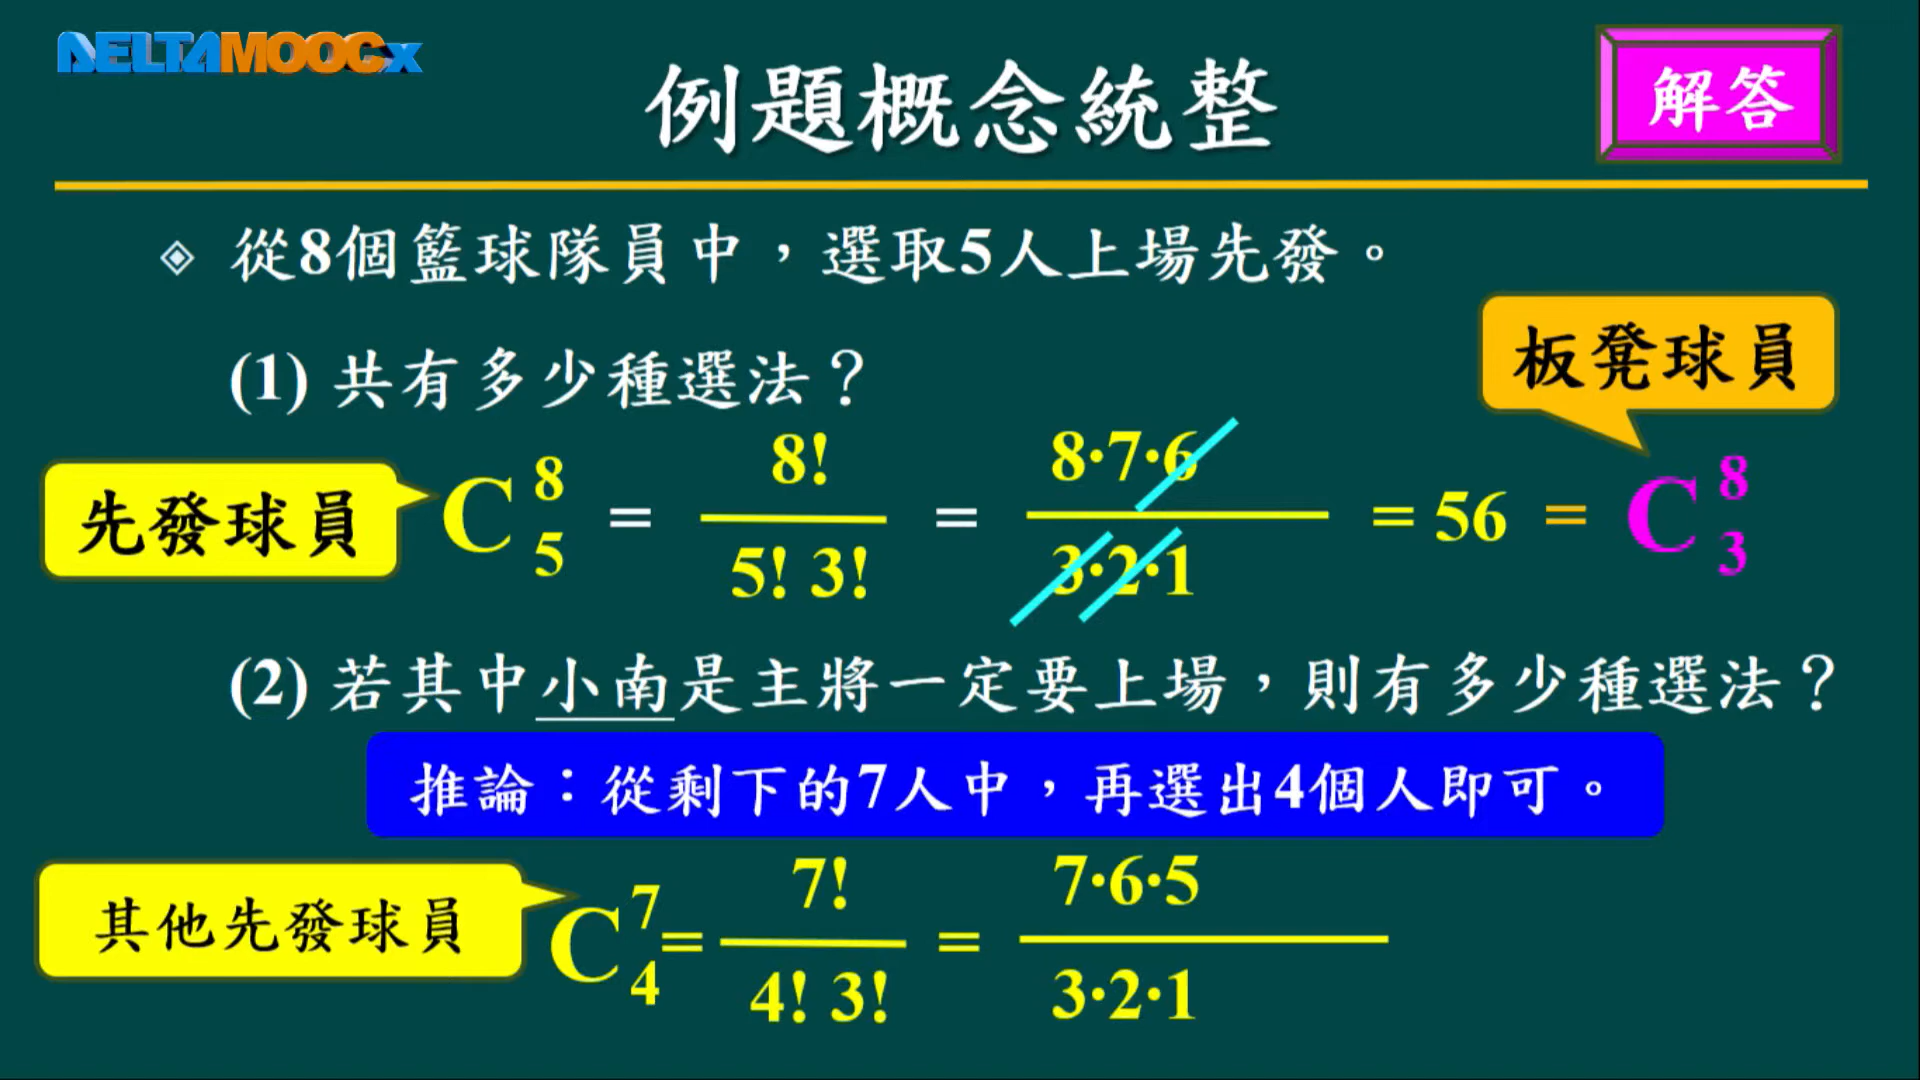 DELTAMOOCx
例題概念統整
解答
從8個籃球隊員中，選取5人上場先發。
(1) 共有多少種選法？
板凳球員
先發球員
C 8 5 = 8! / 5! 3! = 8·7·6 / 3·2·1 = 56 = C 8 3
(2) 若其中小南是主將一定要上場，則有多少種選法？
推論：從剩下的7人中，再選出4個人即可。
其他先發球員
C 7 4 = 7! / 4! 3! = 7·6·5 / 3·2·1